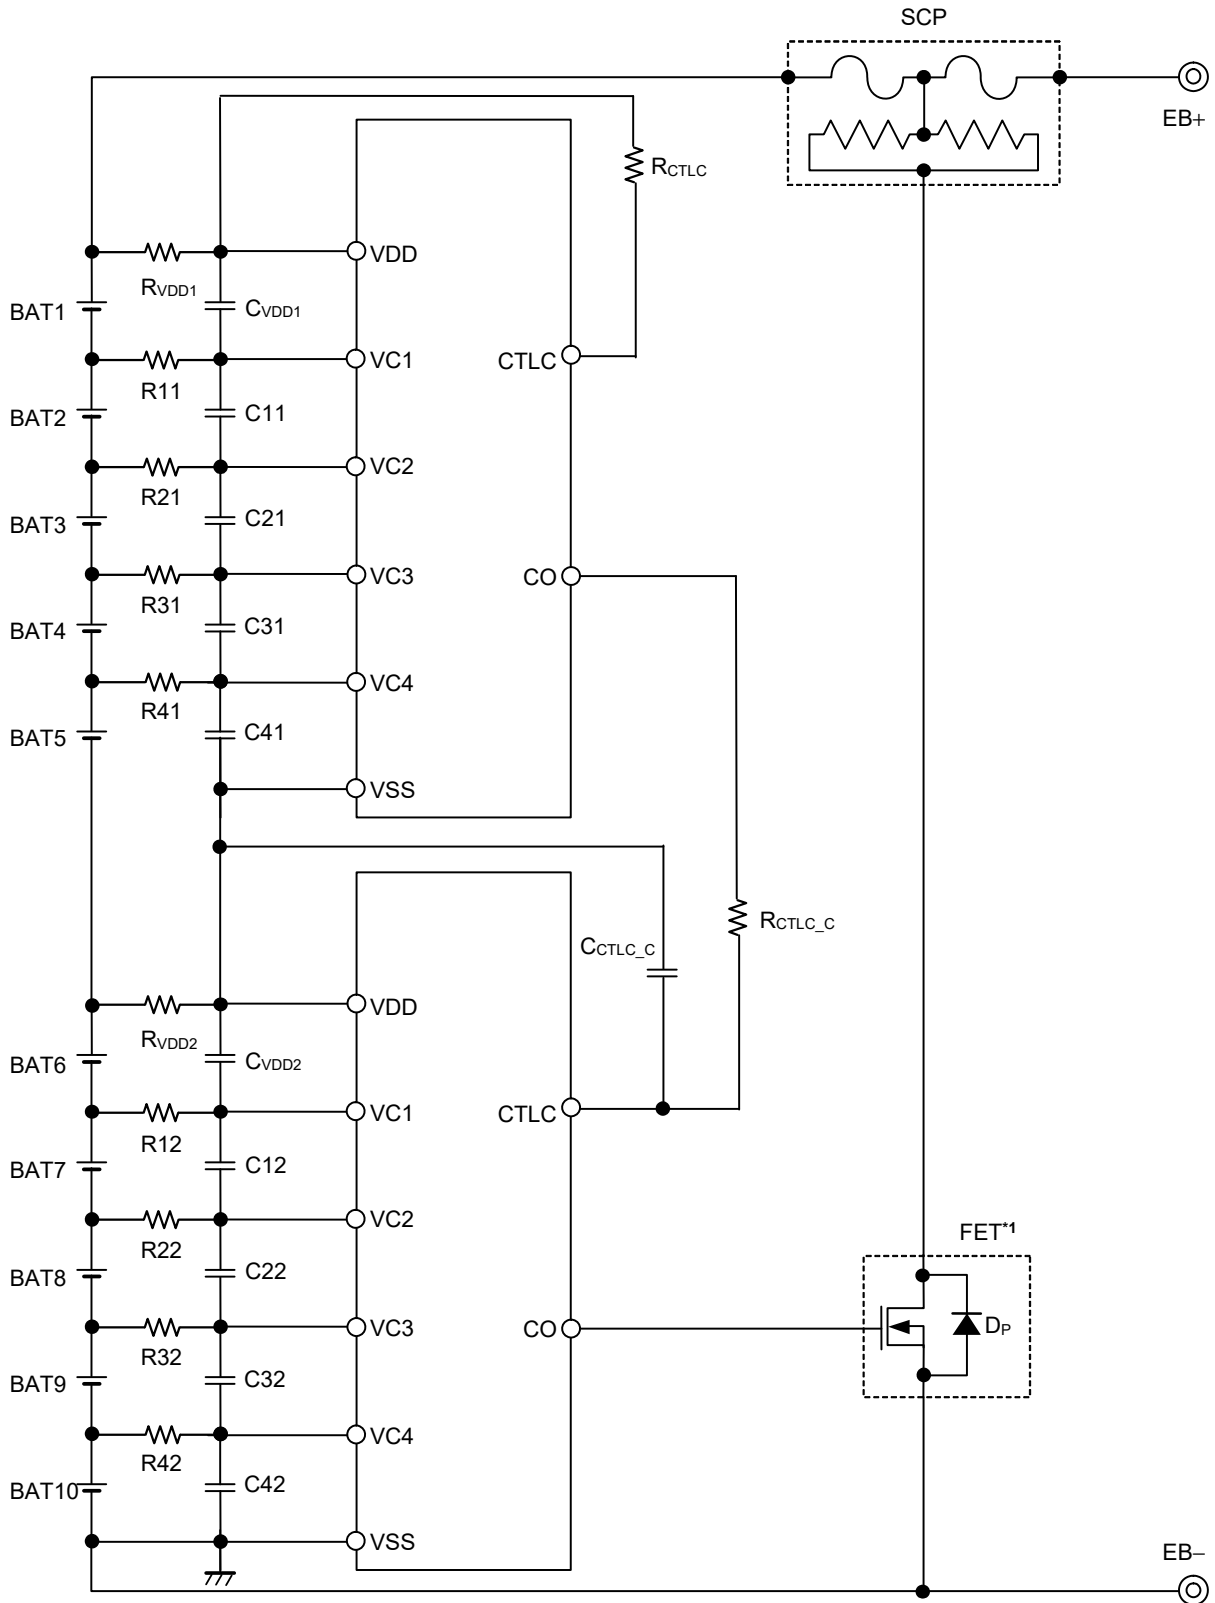 SCP
EB+
RCTLC
VDD
RVDD1
BAT1
CVDD1
VC1
CTLC
R11
BAT2
C11
VC2
R21
BAT3
C21
VC3
CO
R31
BAT4
C31
VC4
R41
BAT5
C41
VSS
RCTLC_C
CCTLC_C
VDD
RVDD2
BAT6
CVDD2
VC1
CTLC
R12
BAT7
C12
VC2
R22
FET*1
BAT8
C22
VC3
CO
DP
R32
BAT9
C32
VC4
R42
BAT10
C42
VSS
EB−